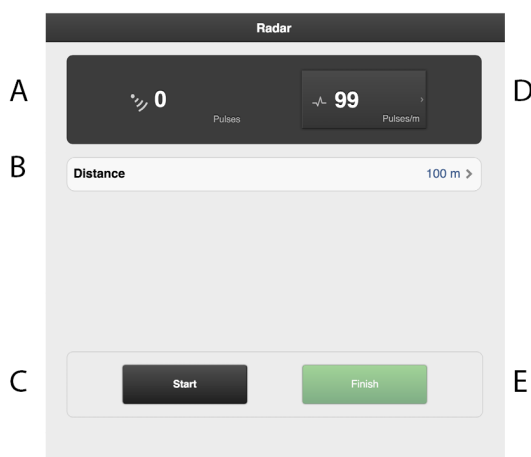 Radar
A
0
Pulses
99
Pulses/m
D
B
Distance
100 m
C
Start
Finish
E